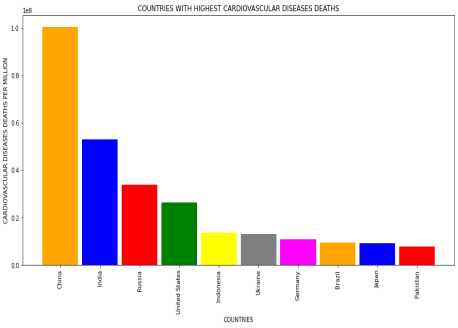 COUNTRIES WITH HIGHEST CARDIOVASCULAR DISEASES DEATHS
1e8
CARDIOVASCULAR DISEASES DEATHS PER MILLION
1.0
0.8
0.6
0.4
0.2
0.0
China
India
Russia
United States
Indonesia
Ukraine
Germany
Brazil
Japan
Pakistan
COUNTRIES